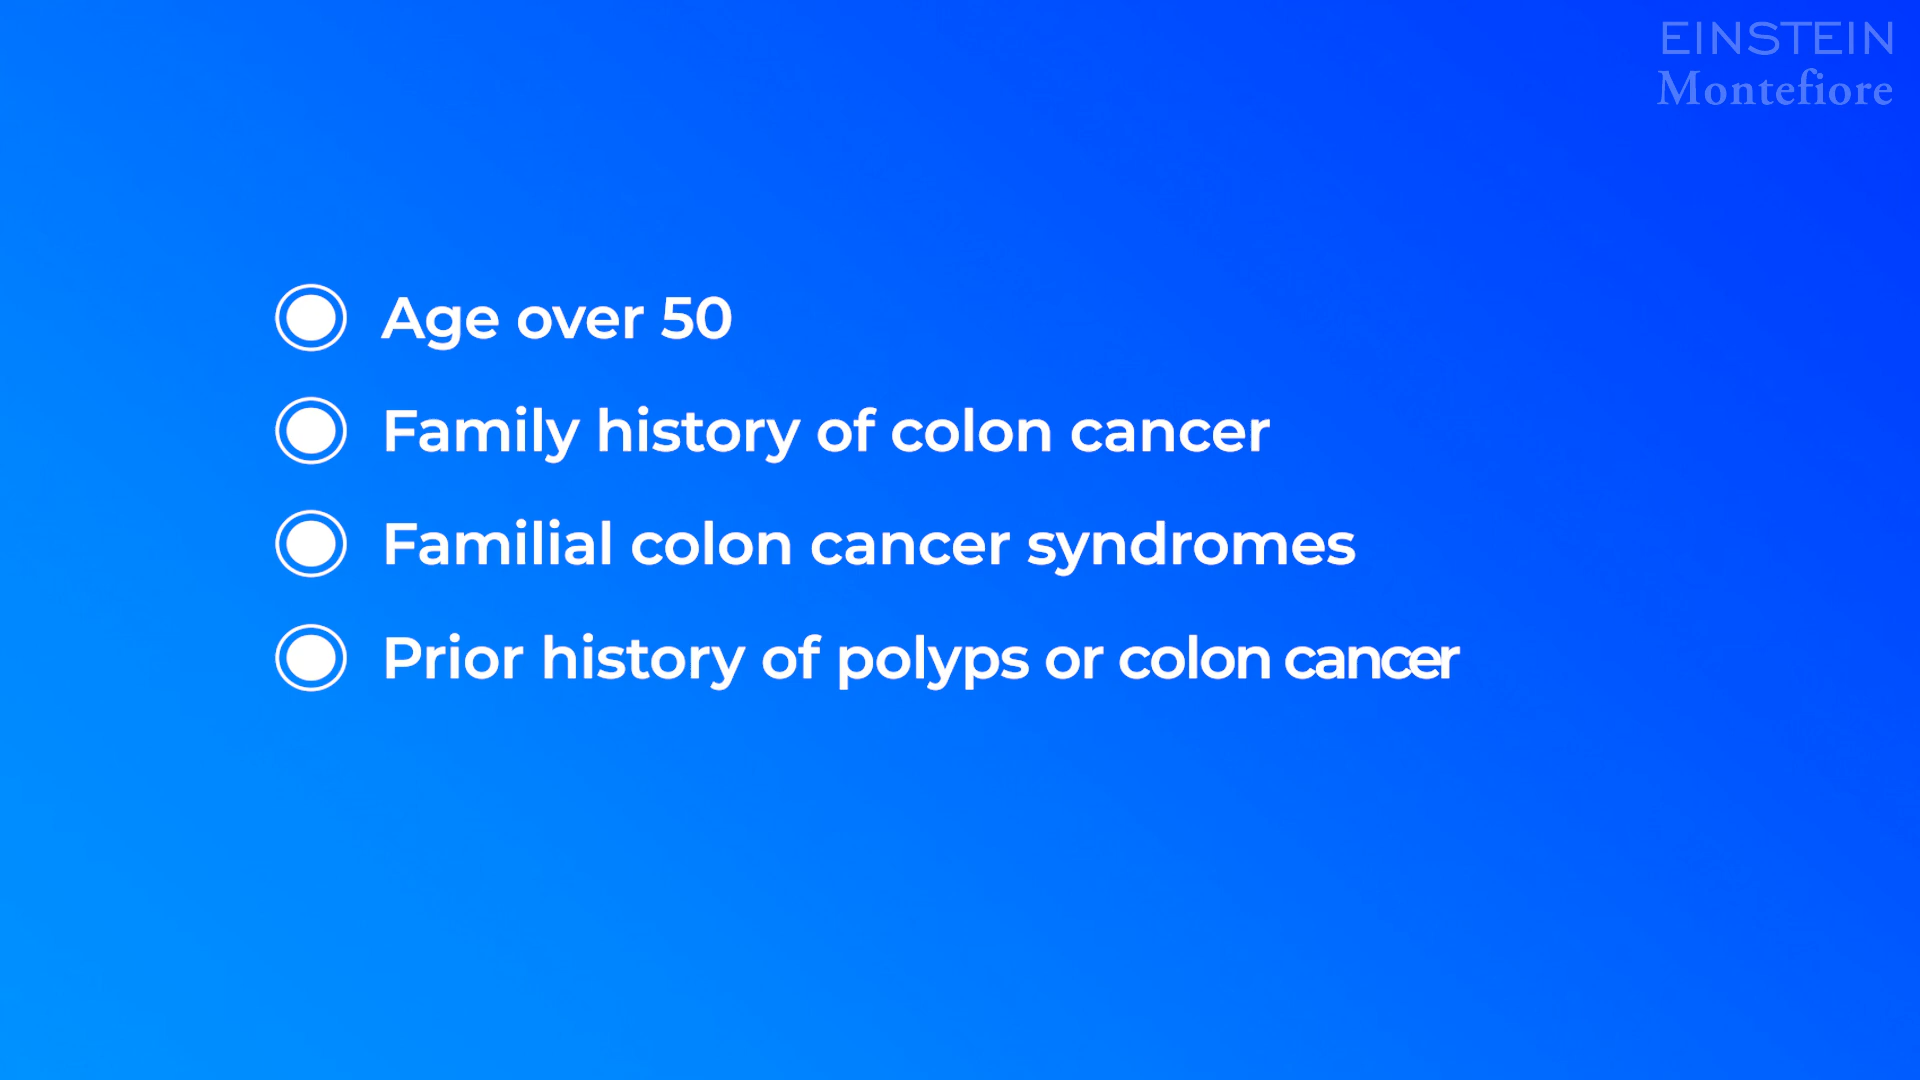 EINSTEIN
Montefiore
Age over 50
Family history of colon cancer
Familial colon cancer syndromes
Prior history of polyps or colon cancer